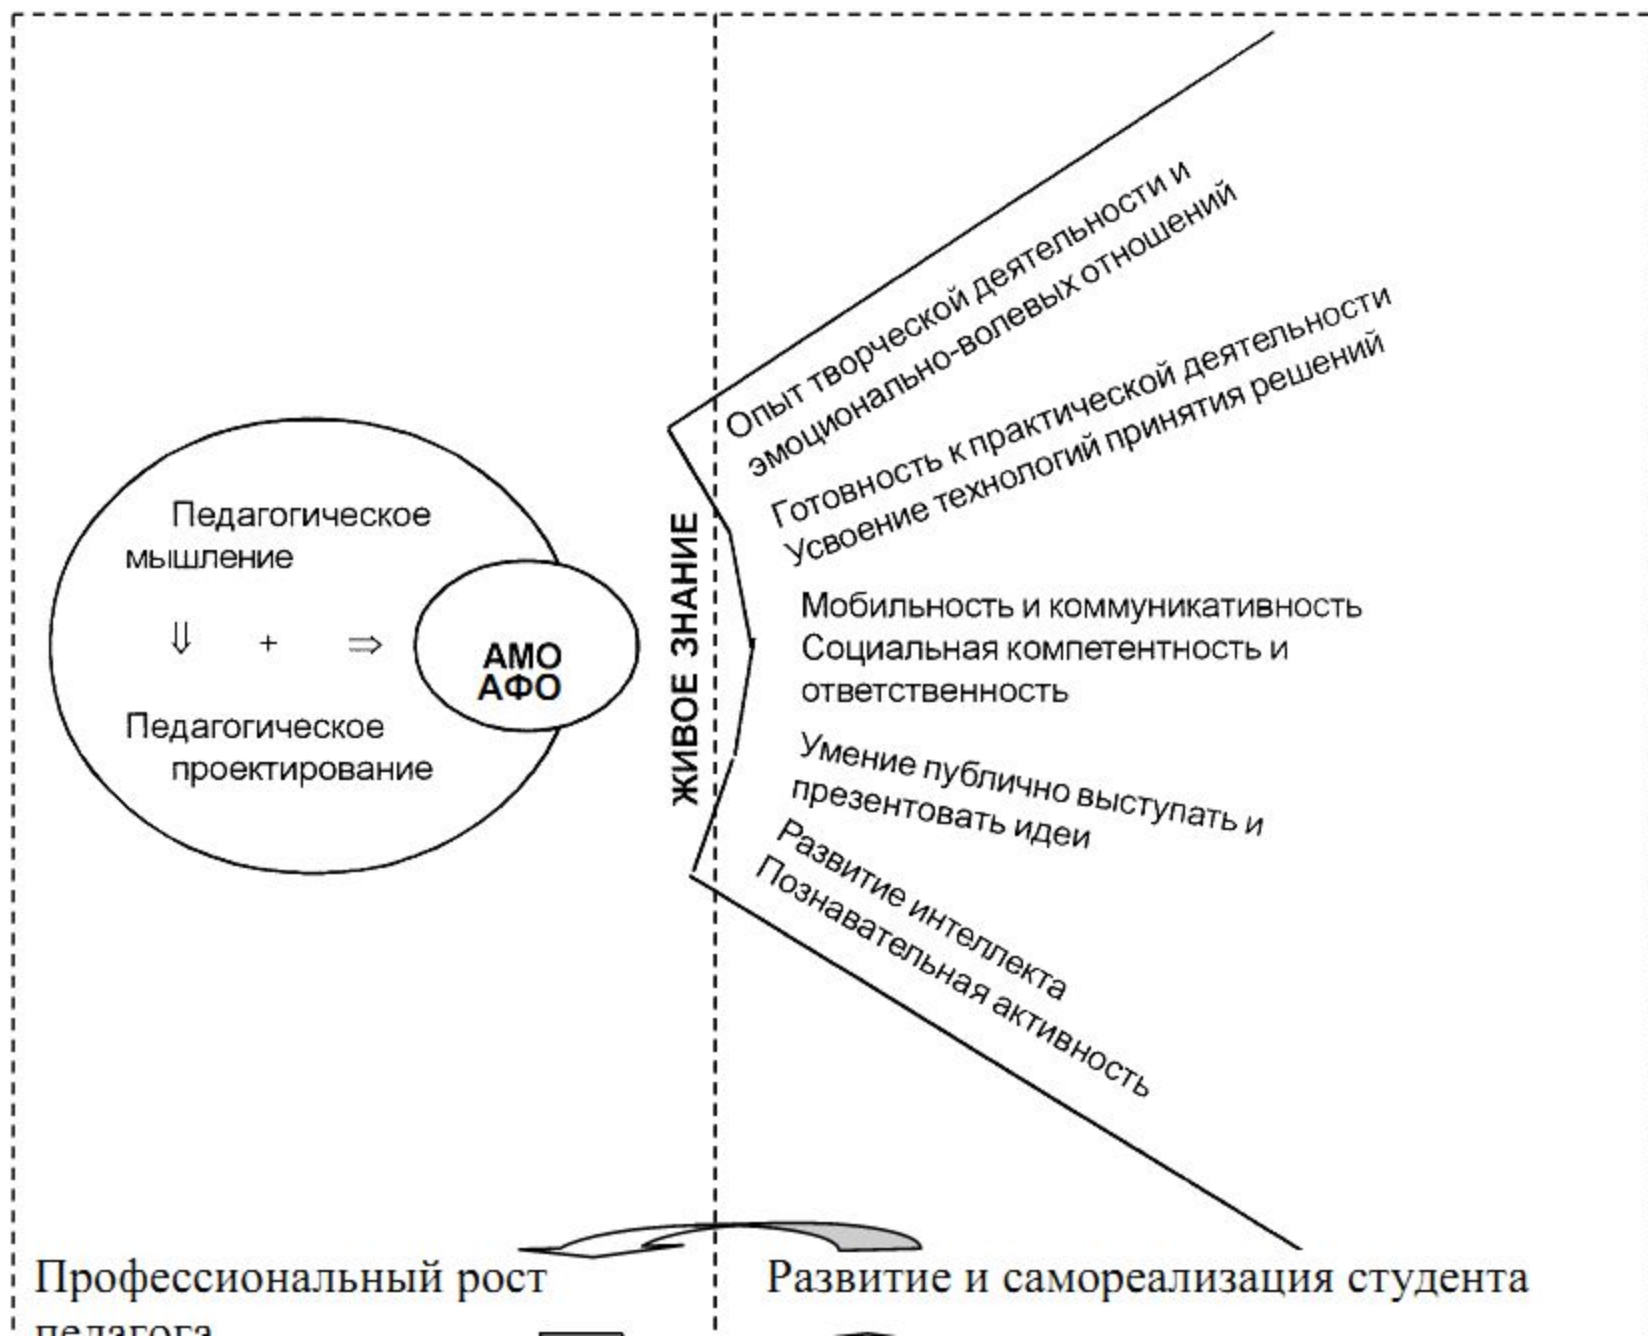 Педагогическое
мышление
⇓ + ⇒
Педагогическое
проектирование
АМО
АФО
ЖИВОЕ ЗНАНИЕ
Опыт творческой деятельности и
эмоционально-волевых отношений
Готовность к практической деятельности
Усвоение технологий принятия решений
Мобильность и коммуникативность
Социальная компетентность и
ответственность
Умение публично выступать и
презентовать идеи
Развитие интеллекта
Познавательная активность
Профессиональный рост
педагога
Развитие и самореализация студента